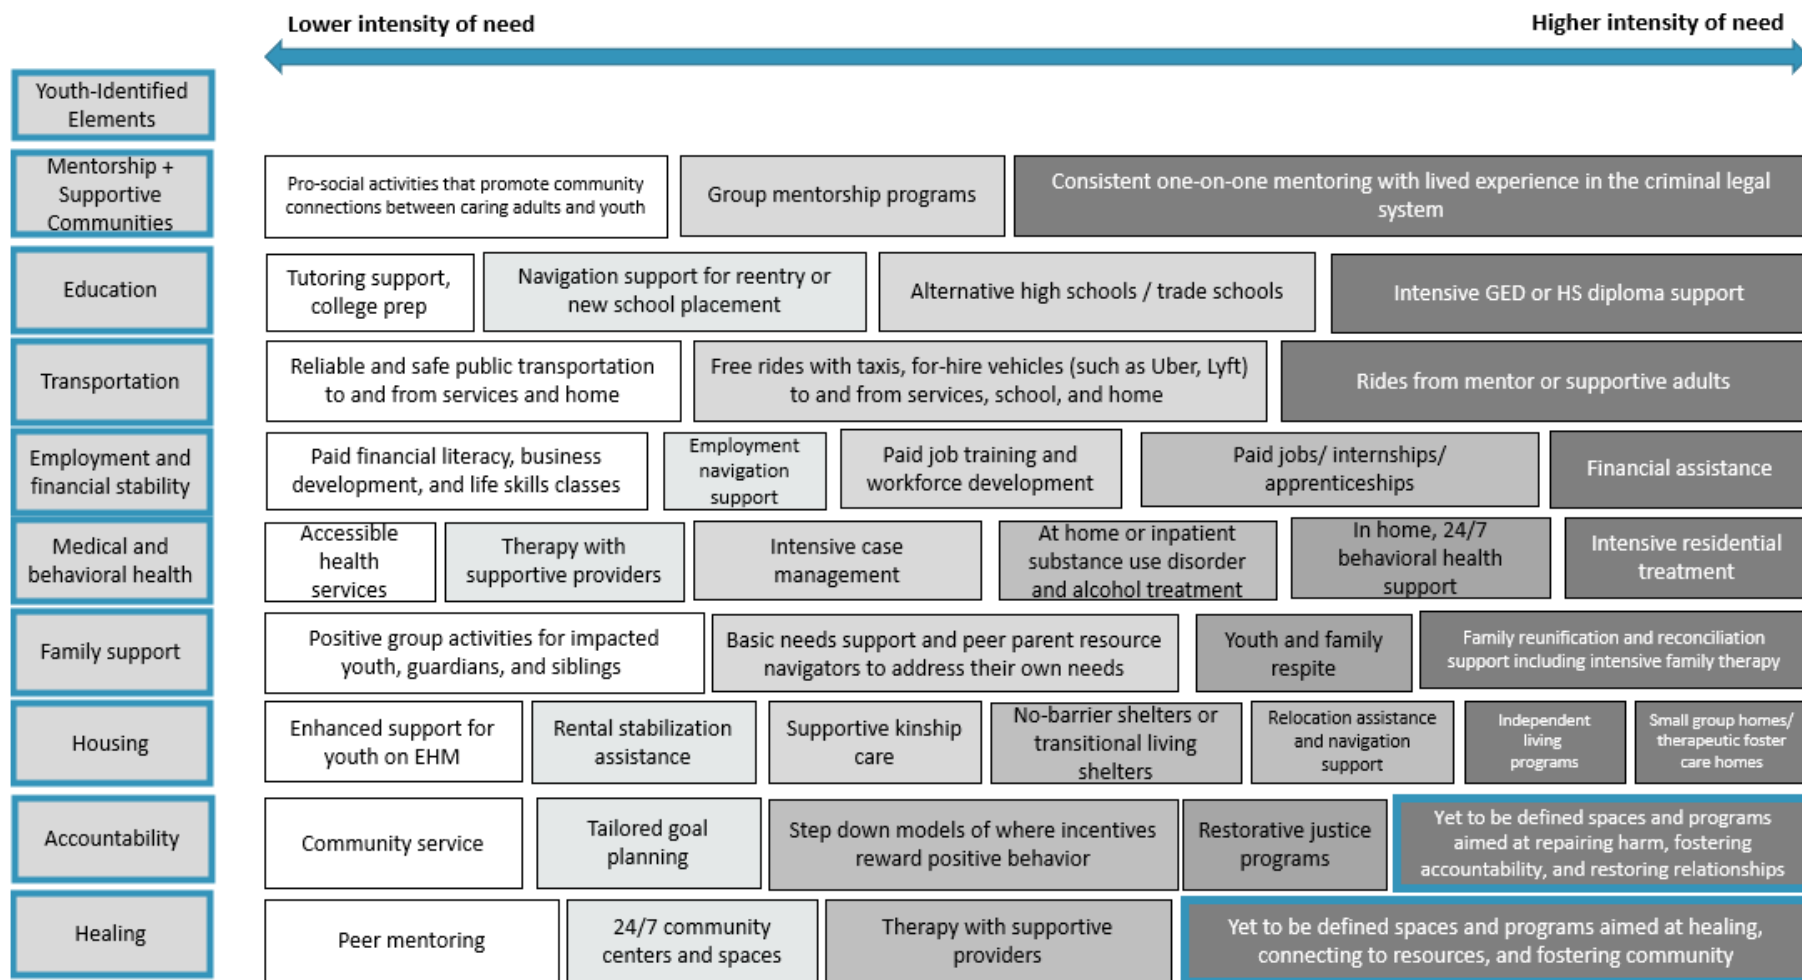 Lower intensity of need
Higher intensity of need
Youth-Identified
Elements
Mentorship +
Supportive
Communities
Pro-social activities that promote community
connections between caring adults and youth
Group mentorship programs
Consistent one-on-one mentoring with lived experience in the criminal legal
system
Education
Tutoring support,
college prep
Navigation support for reentry or
new school placement
Alternative high schools / trade schools
Intensive GED or HS diploma support
Transportation
Reliable and safe public transportation
to and from services and home
Free rides with taxis, for-hire vehicles (such as Uber, Lyft)
to and from services, school, and home
Rides from mentor or supportive adults
Employment and
financial stability
Paid financial literacy, business
development, and life skills classes
Employment
navigation
support
Paid job training and
workforce development
Paid jobs/ internships/
apprenticeships
Financial assistance
Medical and
behavioral health
Accessible
health
services
Therapy with
supportive providers
Intensive case
management
At home or inpatient
substance use disorder
and alcohol treatment
In home, 24/7
behavioral health
support
Intensive residential
treatment
Family support
Positive group activities for impacted
youth, guardians, and siblings
Basic needs support and peer parent resource
navigators to address their own needs
Youth and family
respite
Family reunification and reconciliation
support including intensive family therapy
Housing
Enhanced support for
youth on EHM
Rental stabilization
assistance
Supportive kinship
care
No-barrier shelters or
transitional living
shelters
Relocation assistance
and navigation
support
Independent
living
programs
Small group homes/
therapeutic foster
care homes
Accountability
Community service
Tailored goal
planning
Step down models of where incentives
reward positive behavior
Restorative justice
programs
Yet to be defined spaces and programs
aimed at repairing harm, fostering
accountability, and restoring relationships
Healing
Peer mentoring
24/7 community
centers and spaces
Therapy with supportive
providers
Yet to be defined spaces and programs aimed at healing,
connecting to resources, and fostering community